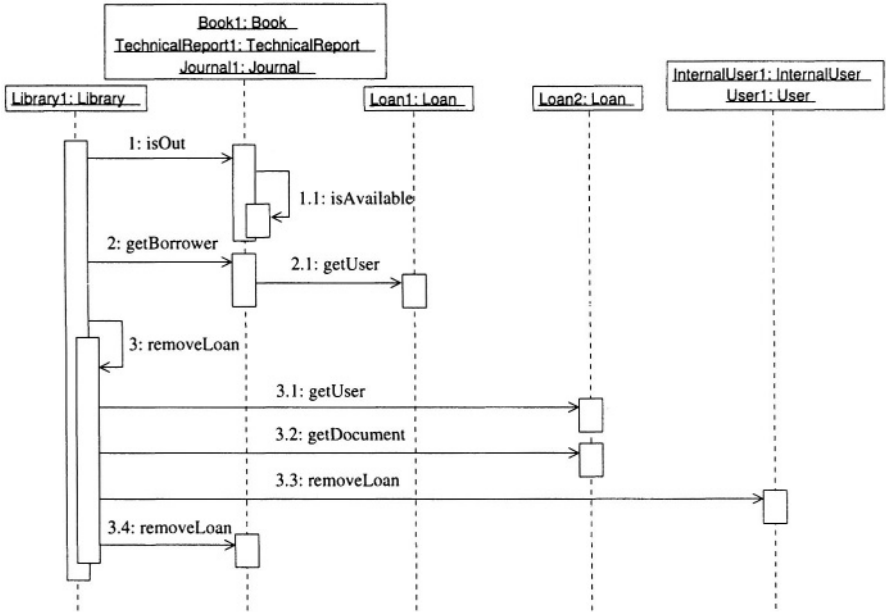 Book1: Book
TechnicalReport1: TechnicalReport
Journal1: Journal
InternalUser1: InternalUser
User1: User
Library1: Library
Loan1: Loan
Loan2: Loan
1: isOut
1.1: isAvailable
2: getBorrower
2.1: getUser
3: removeLoan
3.1: getUser
3.2: getDocument
3.3: removeLoan
3.4: removeLoan